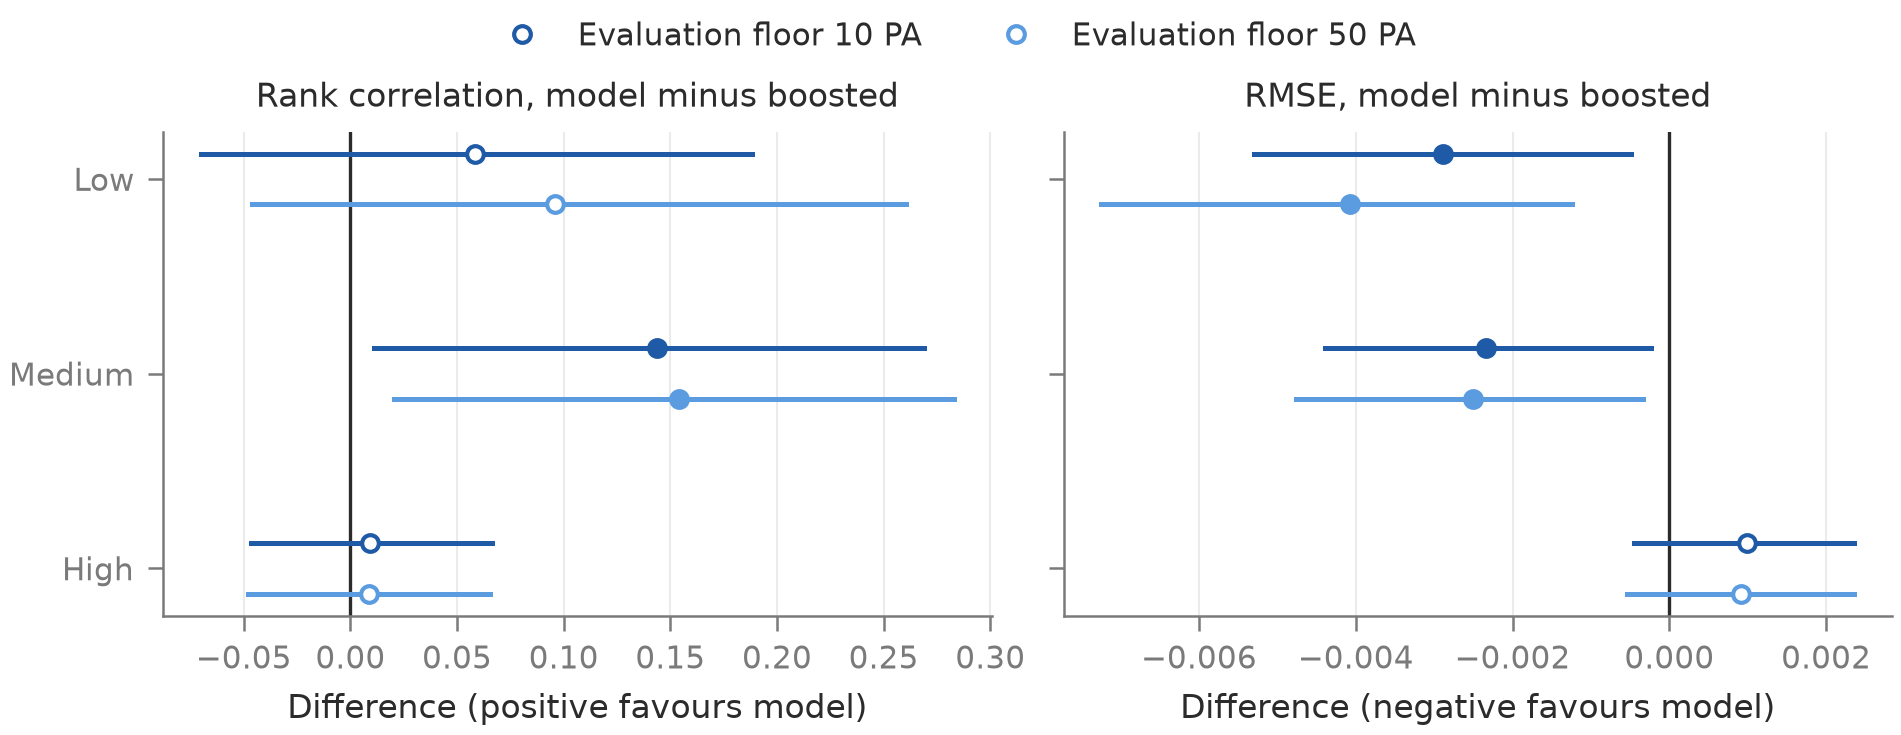 Evaluation floor 10 PA
Evaluation floor 50 PA
Rank correlation, model minus boosted
RMSE, model minus boosted
Low
Medium
High
−0.05 0.00 0.05 0.10 0.15 0.20 0.25 0.30
−0.006 −0.004 −0.002 0.000 0.002
Difference (positive favours model)
Difference (negative favours model)